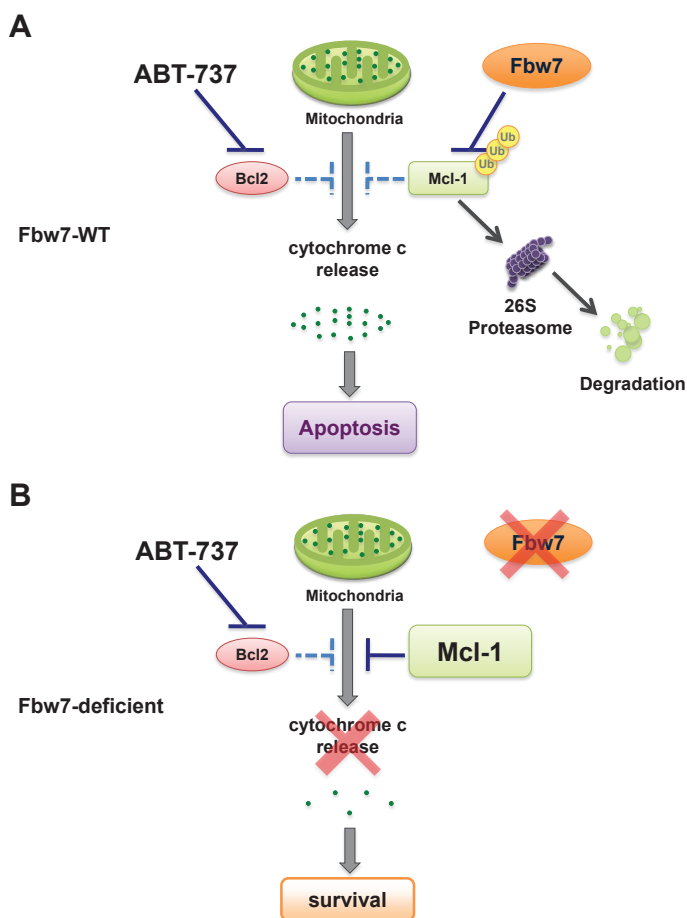 A
ABT-737
Fbw7
Mitochondria
Ub
Ub
Ub
Bcl2
Mcl-1
Fbw7-WT
cytochrome c
release
26S
Proteasome
Degradation
Apoptosis
B
ABT-737
Fbw7
Mitochondria
Bcl2
Mcl-1
Fbw7-deficient
cytochrome c
release
survival